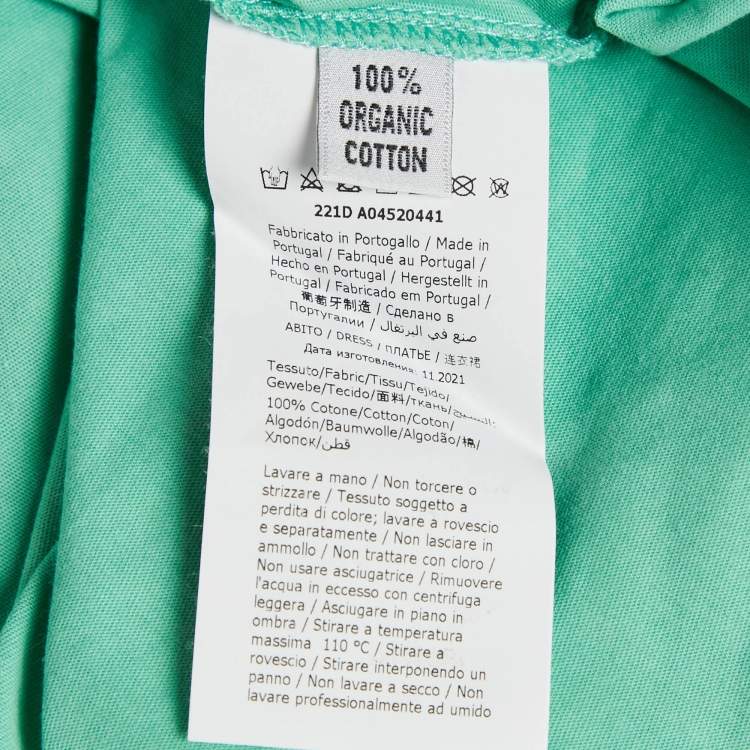 100%
ORGANIC
COTTON
221D A04520441
Fabbricato in Portogallo / Made in
Portugal / Fabriqué au Portugal /
Hecho en Portugal / Hergestellt in
Portugal / Fabricado em Portugal /
葡萄牙制造 / Сделано в
Португалии / صنع في البرتغال
ABITO / DRESS / ПЛАТЬЕ / 连衣裙
Дата изготовления: 11.2021
Tessuto/Fabric/Tissu/Tejido/
Gewebe/Tecido/面料/ткань/
100% Cotone/Cotton/Coton/
Algodón/Baumwolle/Algodão/棉/
Хлопок/قطن
Lavare a mano / Non torcere o
strizzare / Tessuto soggetto a
perdita di colore; lavare a rovescio
e separatamente / Non lasciare in
ammollo / Non trattare con cloro /
Non usare asciugatrice / Rimuovere
l'acqua in eccesso con centrifuga
leggera / Asciugare in piano in
ombra / Stirare a temperatura
massima 110 °C / Stirare a
rovescio / Stirare interponendo un
panno / Non lavare a secco / Non
lavare professionalmente ad umido